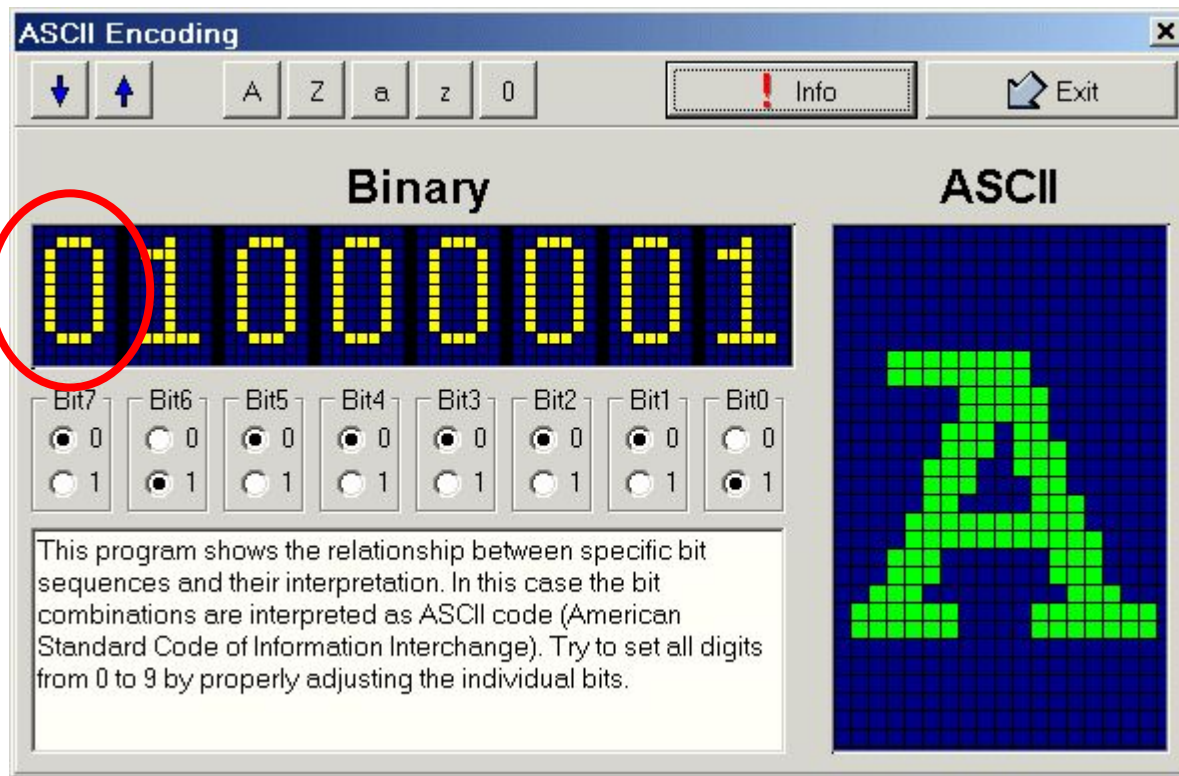 ASCII Encoding
A Z a z 0 Info Exit
Binary ASCII
01000001
A
Bit7 Bit6 Bit5 Bit4 Bit3 Bit2 Bit1 Bit0
0 0 0 0 0 0 0 0
1 1 1 1 1 1 1 1
This program shows the relationship between specific bit
sequences and their interpretation. In this case the bit
combinations are interpreted as ASCII code (American
Standard Code of Information Interchange). Try to set all digits
from 0 to 9 by properly adjusting the individual bits.